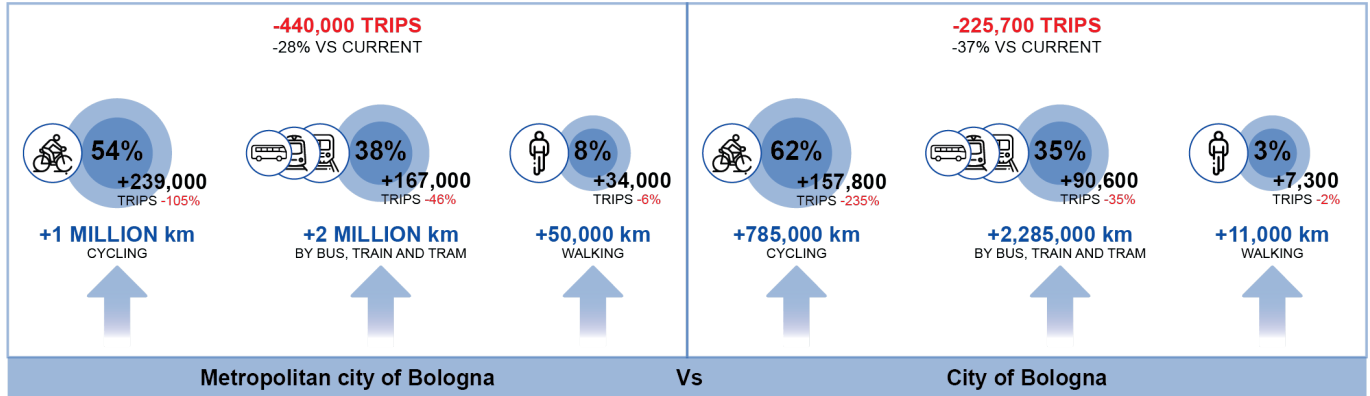 -440,000 TRIPS
-28% VS CURRENT
54%
+239,000
TRIPS -105%
+1 MILLION km
CYCLING
38%
+167,000
TRIPS -46%
+2 MILLION km
BY BUS, TRAIN AND TRAM
8%
+34,000
TRIPS -6%
+50,000 km
WALKING
-225,700 TRIPS
-37% VS CURRENT
62%
+157,800
TRIPS -235%
+785,000 km
CYCLING
35%
+90,600
TRIPS -35%
+2,285,000 km
BY BUS, TRAIN AND TRAM
3%
+7,300
TRIPS -2%
+11,000 km
WALKING
Metropolitan city of Bologna Vs City of Bologna